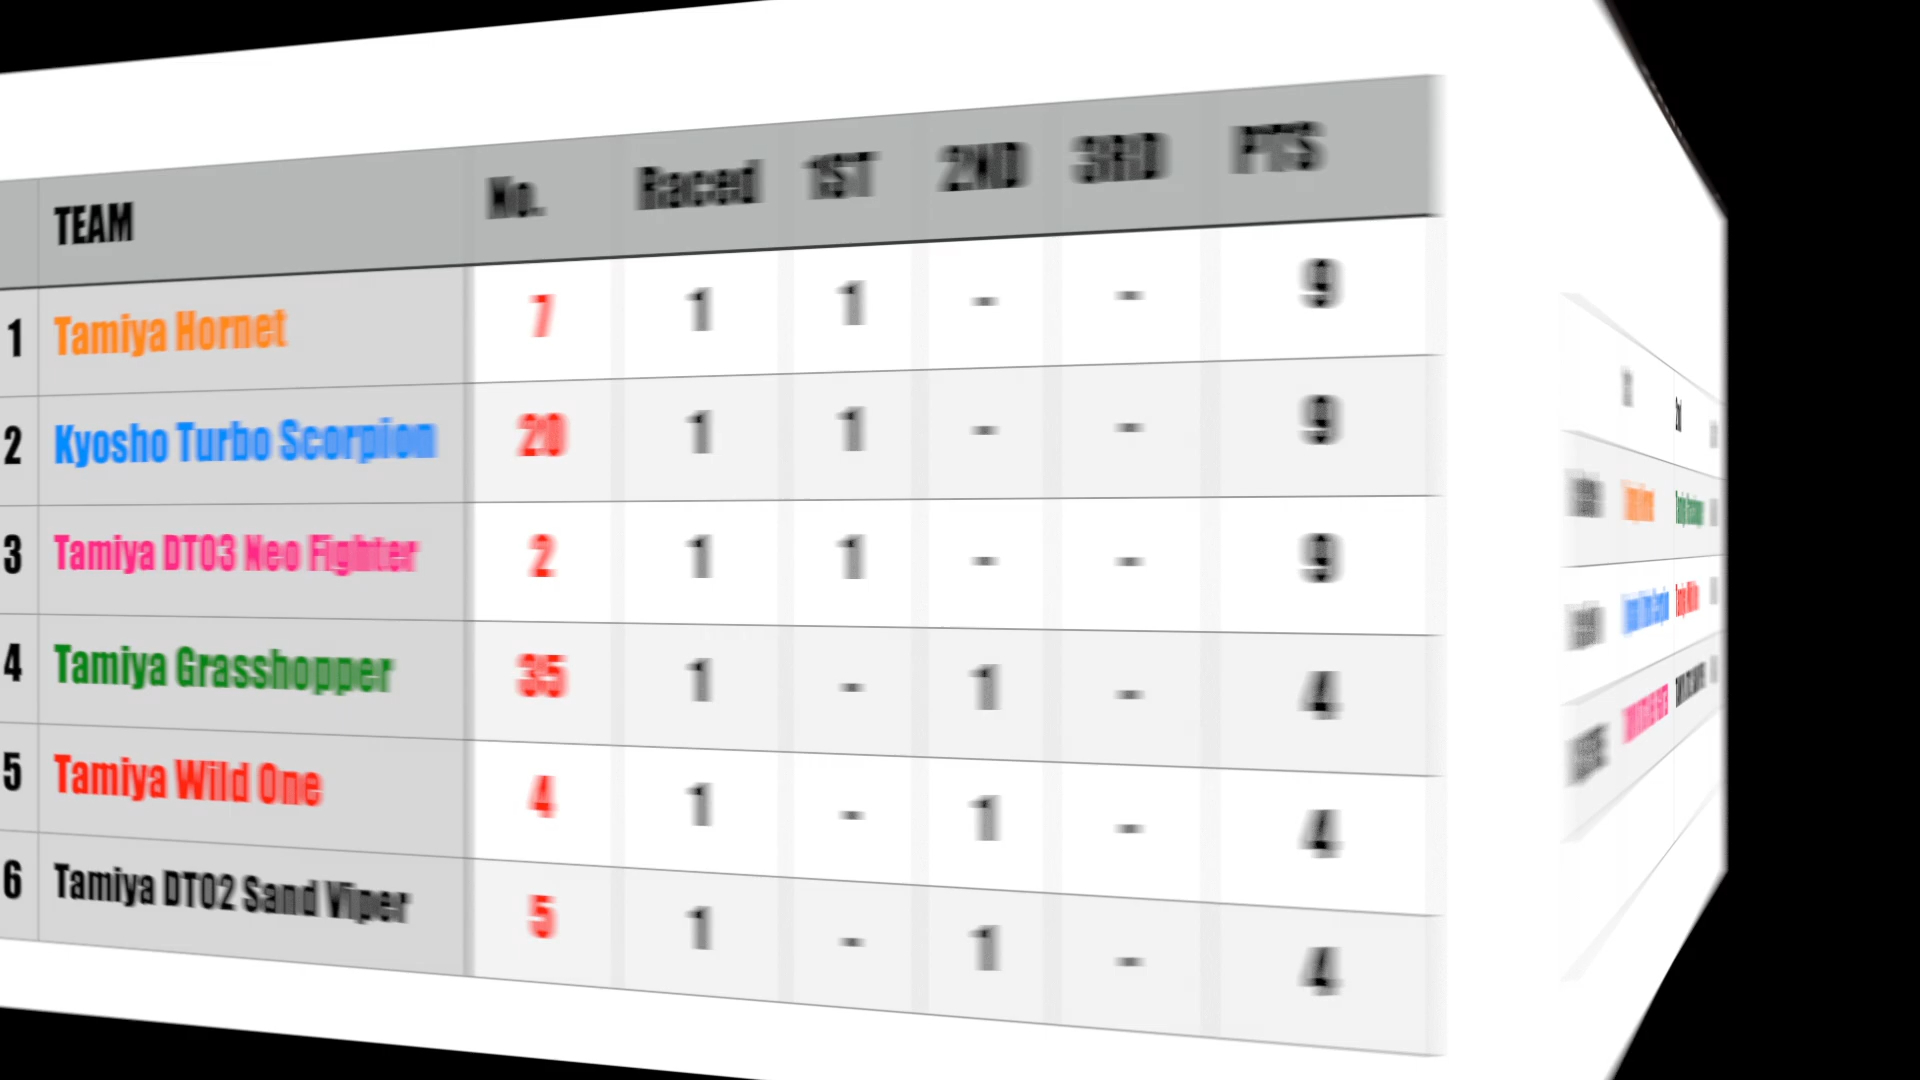 TEAM No. Raced 1ST 2ND 3RD PTS
1 Tamiya Hornet 7 1 1 - - 9
2 Kyosho Turbo Scorpion 20 1 1 - - 9
3 Tamiya DT03 Neo Fighter 2 1 1 - - 9
4 Tamiya Grasshopper 35 1 - 1 - 4
5 Tamiya Wild One 4 1 - 1 - 4
6 Tamiya DT02 Sand Viper 5 1 - 1 - 4